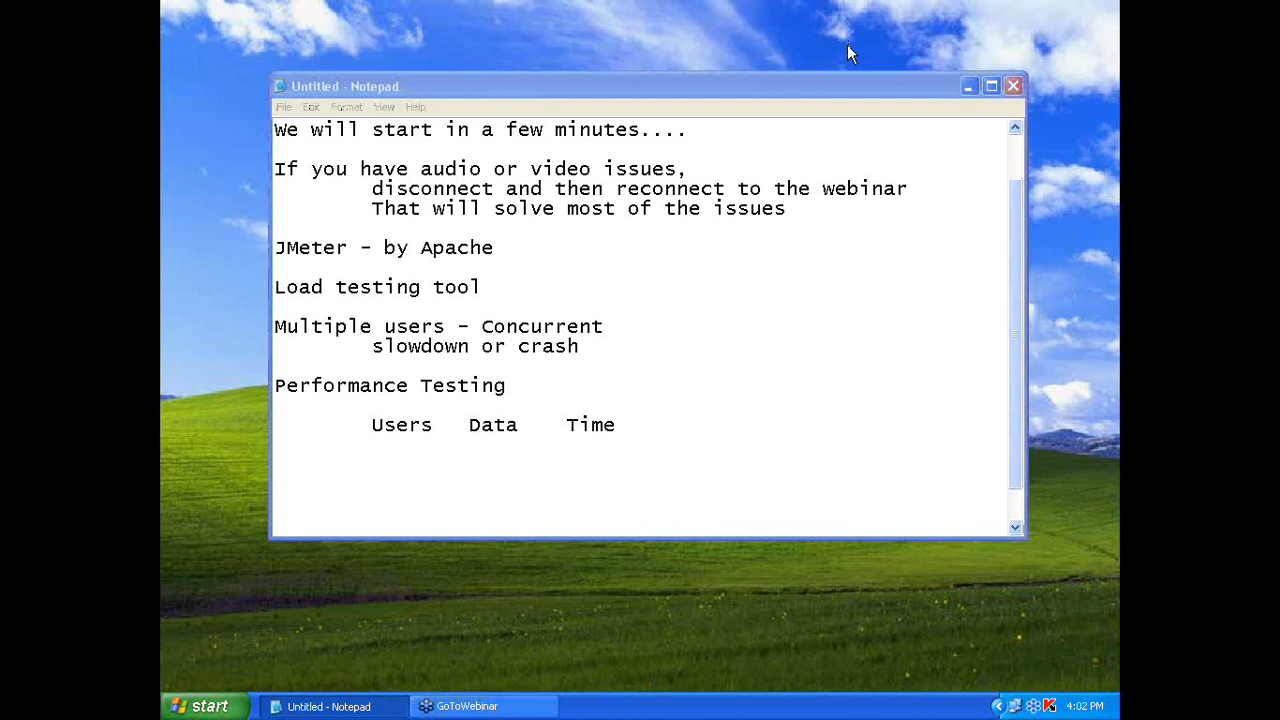 Untitled - Notepad
File Edit Format View Help
We will start in a few minutes....
If you have audio or video issues,
disconnect and then reconnect to the webinar
That will solve most of the issues
JMeter - by Apache
Load testing tool
Multiple users - Concurrent
slowdown or crash
Performance Testing
Users Data Time
start Untitled - Notepad GoToWebinar 4:02 PM